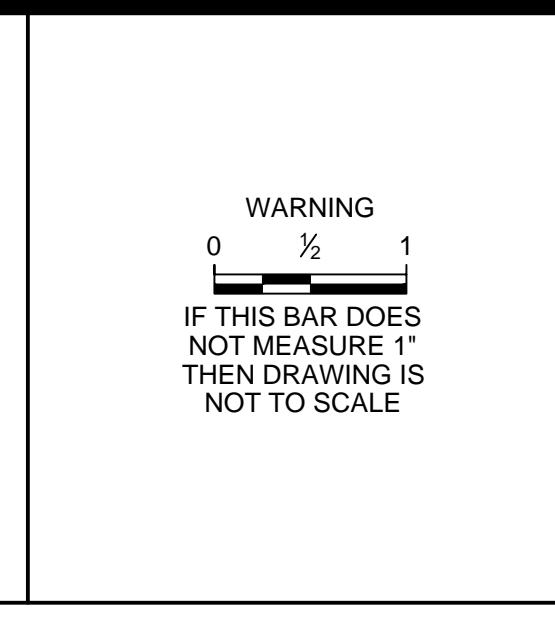 WARNING
0 ½ 1
IF THIS BAR DOES
NOT MEASURE 1"
THEN DRAWING IS
NOT TO SCALE